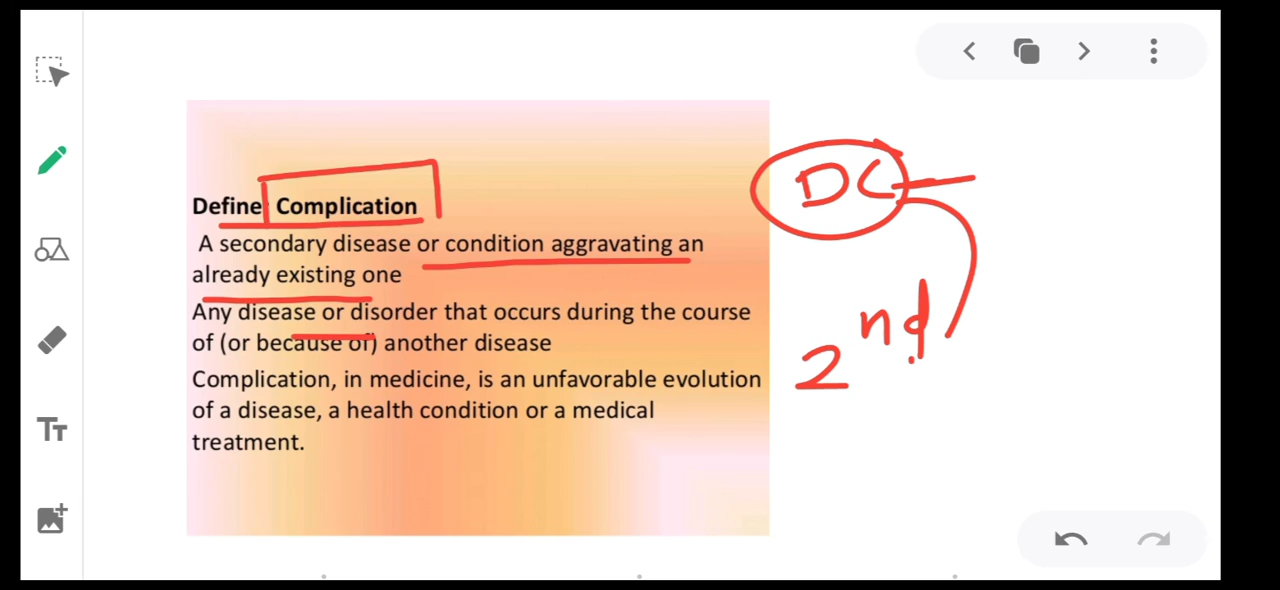 Define Complication
A secondary disease or condition aggravating an
already existing one
Any disease or disorder that occurs during the course
of (or because of) another disease
Complication, in medicine, is an unfavorable evolution
of a disease, a health condition or a medical
treatment.
DC
2nd
TT